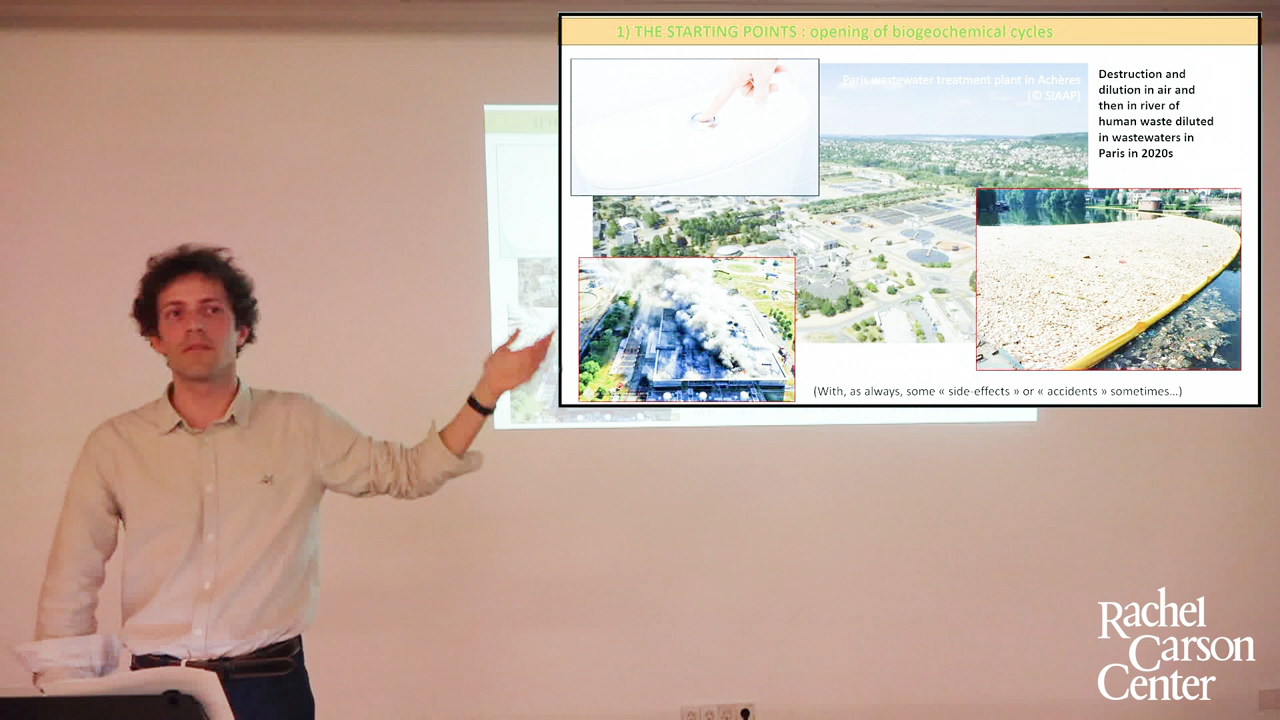 1) THE STARTING POINTS : opening of biogeochemical cycles
Paris wastewater treatment plant in Achères
(© SIAAP)
Destruction and
dilution in air and
then in river of
human waste diluted
in wastewaters in
Paris in 2020s
(With, as always, some « side-effects » or « accidents » sometimes...)
Rachel
Carson
Center